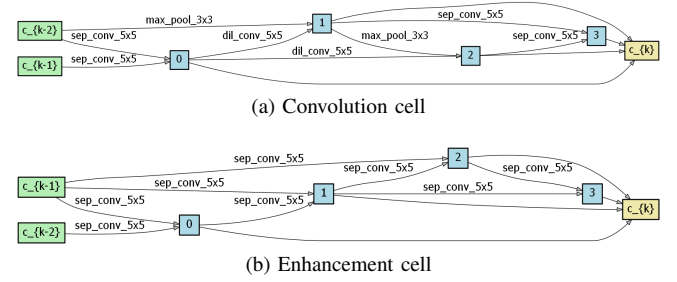 max_pool_3x3
1
sep_conv_5x5
c_{k-2}
sep_conv_5x5
dil_conv_5x5
max_pool_3x3
sep_conv_5x5
3
c_{k-1}
sep_conv_5x5
0
dil_conv_5x5
2
c_{k}
(a) Convolution cell
sep_conv_5x5
2
c_{k-1}
sep_conv_5x5
sep_conv_5x5
sep_conv_5x5
1
sep_conv_5x5
3
sep_conv_5x5
sep_conv_5x5
c_{k}
c_{k-2}
sep_conv_5x5
0
(b) Enhancement cell